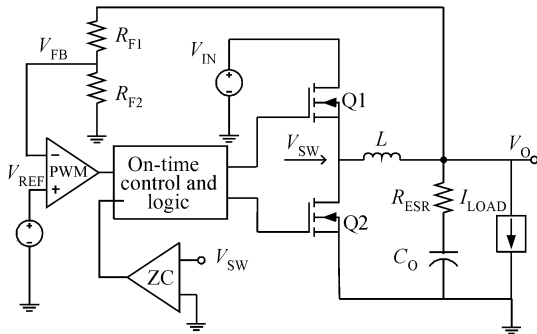 R_F1
V_FB
V_IN
R_F2
Q1
V_SW
L
V_O
PWM
−
+
V_REF
On-time
control and
logic
Q2
R_ESR
I_LOAD
C_O
ZC
V_SW